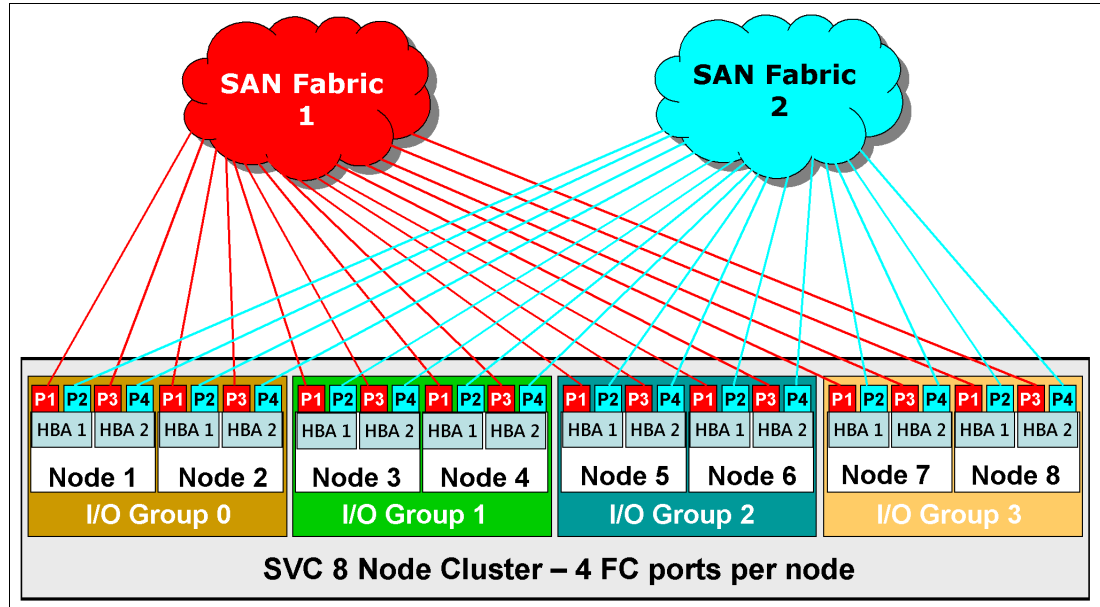 SAN Fabric
1
SAN Fabric
2
P1 P2 P3 P4 P1 P2 P3 P4 P1 P2 P3 P4 P1 P2 P3 P4 P1 P2 P3 P4 P1 P2 P3 P4 P1 P2 P3 P4 P1 P2 P3 P4
HBA 1 HBA 2 HBA 1 HBA 2 HBA 1 HBA 2 HBA 1 HBA 2 HBA 1 HBA 2 HBA 1 HBA 2 HBA 1 HBA 2 HBA 1 HBA 2
Node 1 Node 2 Node 3 Node 4 Node 5 Node 6 Node 7 Node 8
I/O Group 0 I/O Group 1 I/O Group 2 I/O Group 3
SVC 8 Node Cluster – 4 FC ports per node